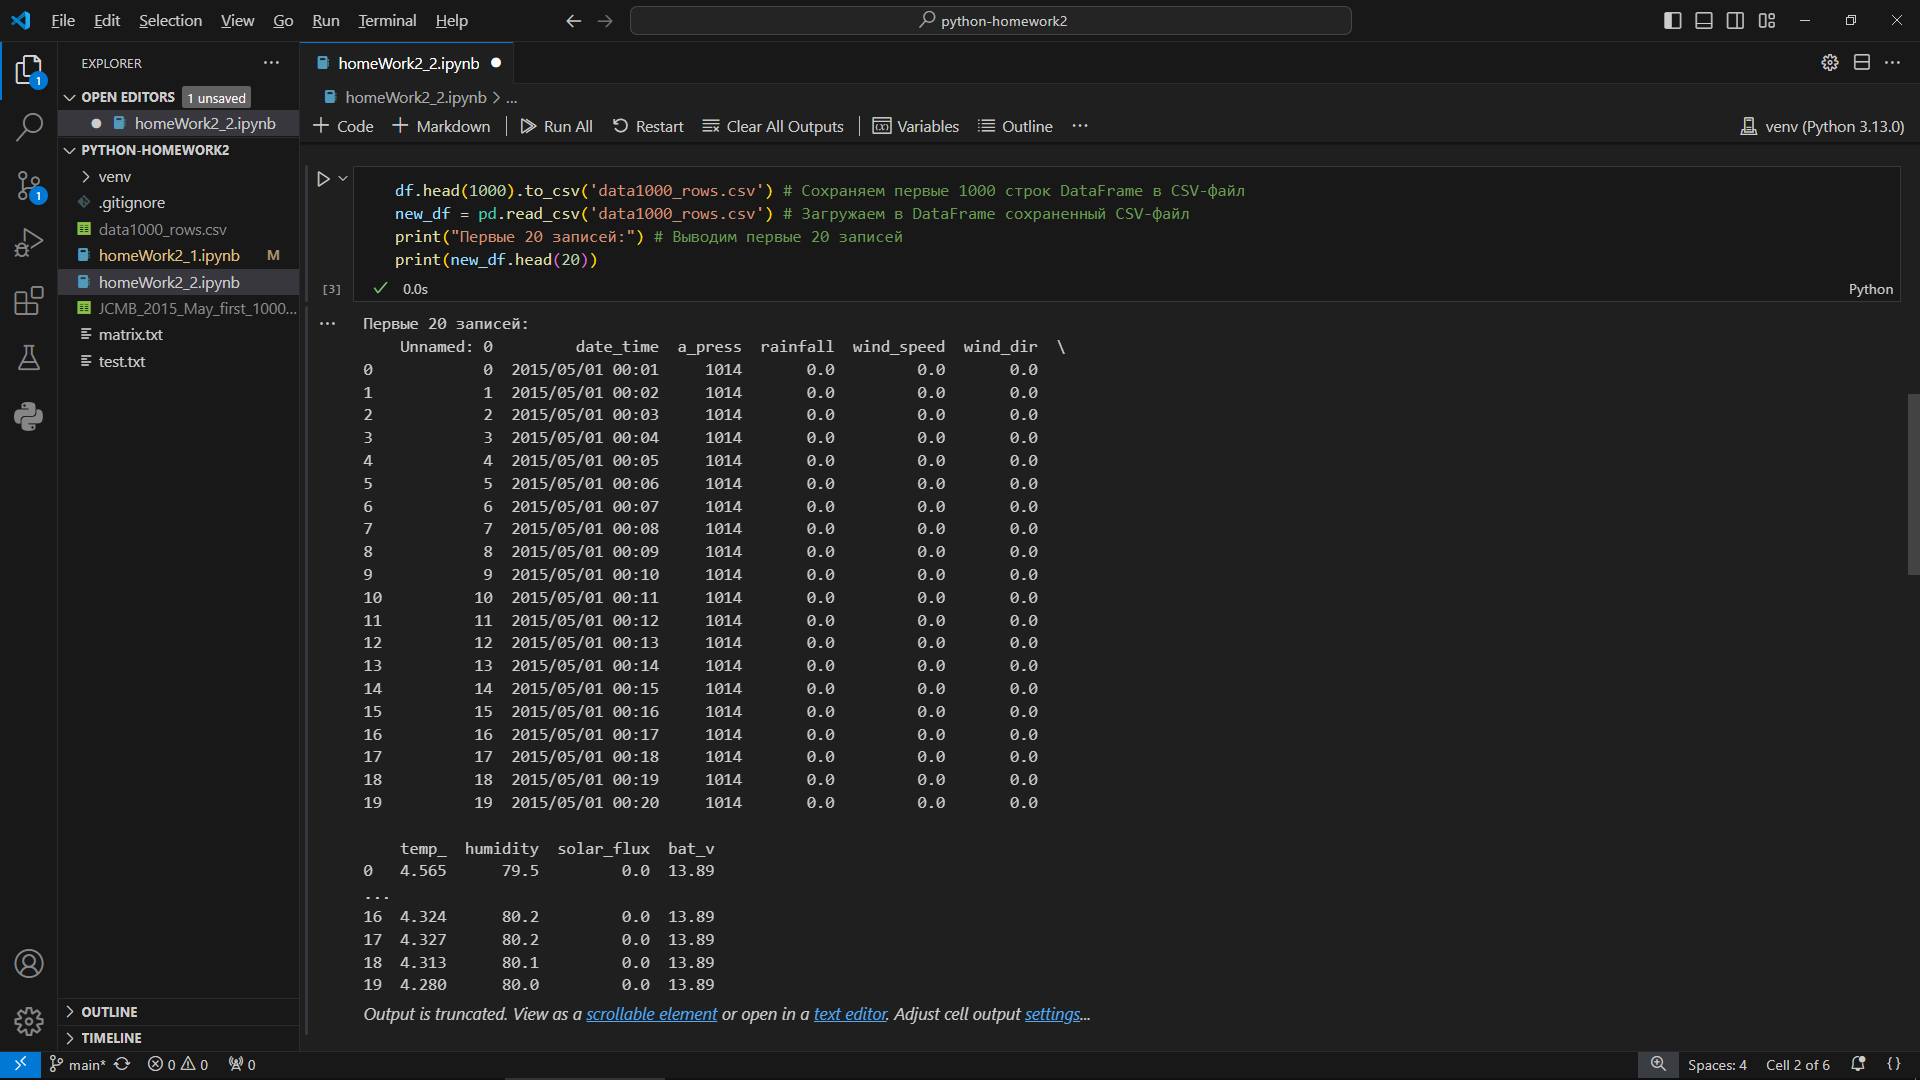 File Edit Selection View Go Run Terminal Help
python-homework2
EXPLORER
OPEN EDITORS 1 unsaved
homeWork2_2.ipynb
PYTHON-HOMEWORK2
venv
.gitignore
data1000_rows.csv
homeWork2_1.ipynb M
homeWork2_2.ipynb
JCMB_2015_May_first_1000...
matrix.txt
test.txt
OUTLINE
TIMELINE
1
1
homeWork2_2.ipynb
homeWork2_2.ipynb > ...
+ Code + Markdown Run All Restart Clear All Outputs Variables Outline ...
venv (Python 3.13.0)
df.head(1000).to_csv('data1000_rows.csv') # Сохраняем первые 1000 строк DataFrame в CSV-файл
new_df = pd.read_csv('data1000_rows.csv') # Загружаем в DataFrame сохраненный CSV-файл
print("Первые 20 записей:") # Выводим первые 20 записей
print(new_df.head(20))
[3] 0.0s
Python
Первые 20 записей:
Unnamed: 0 date_time a_press rainfall wind_speed wind_dir \
0 0 2015/05/01 00:01 1014 0.0 0.0 0.0
1 1 2015/05/01 00:02 1014 0.0 0.0 0.0
2 2 2015/05/01 00:03 1014 0.0 0.0 0.0
3 3 2015/05/01 00:04 1014 0.0 0.0 0.0
4 4 2015/05/01 00:05 1014 0.0 0.0 0.0
5 5 2015/05/01 00:06 1014 0.0 0.0 0.0
6 6 2015/05/01 00:07 1014 0.0 0.0 0.0
7 7 2015/05/01 00:08 1014 0.0 0.0 0.0
8 8 2015/05/01 00:09 1014 0.0 0.0 0.0
9 9 2015/05/01 00:10 1014 0.0 0.0 0.0
10 10 2015/05/01 00:11 1014 0.0 0.0 0.0
11 11 2015/05/01 00:12 1014 0.0 0.0 0.0
12 12 2015/05/01 00:13 1014 0.0 0.0 0.0
13 13 2015/05/01 00:14 1014 0.0 0.0 0.0
14 14 2015/05/01 00:15 1014 0.0 0.0 0.0
15 15 2015/05/01 00:16 1014 0.0 0.0 0.0
16 16 2015/05/01 00:17 1014 0.0 0.0 0.0
17 17 2015/05/01 00:18 1014 0.0 0.0 0.0
18 18 2015/05/01 00:19 1014 0.0 0.0 0.0
19 19 2015/05/01 00:20 1014 0.0 0.0 0.0
temp_ humidity solar_flux bat_v
0 4.565 79.5 0.0 13.89
...
16 4.324 80.2 0.0 13.89
17 4.327 80.2 0.0 13.89
18 4.313 80.1 0.0 13.89
19 4.280 80.0 0.0 13.89
Output is truncated. View as a scrollable element or open in a text editor. Adjust cell output settings...
main* 0 0 0
Spaces: 4 Cell 2 of 6 {}